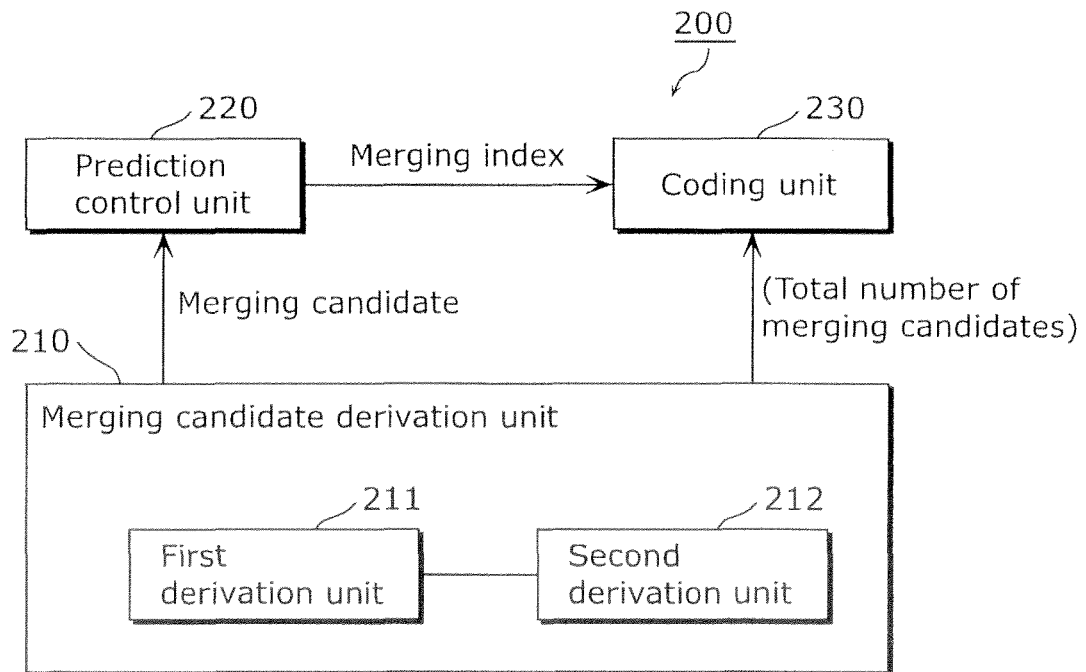 200
220
230
Prediction
control unit
Merging index
Coding unit
Merging candidate
(Total number of
merging candidates)
210
Merging candidate derivation unit
211
212
First
derivation unit
Second
derivation unit